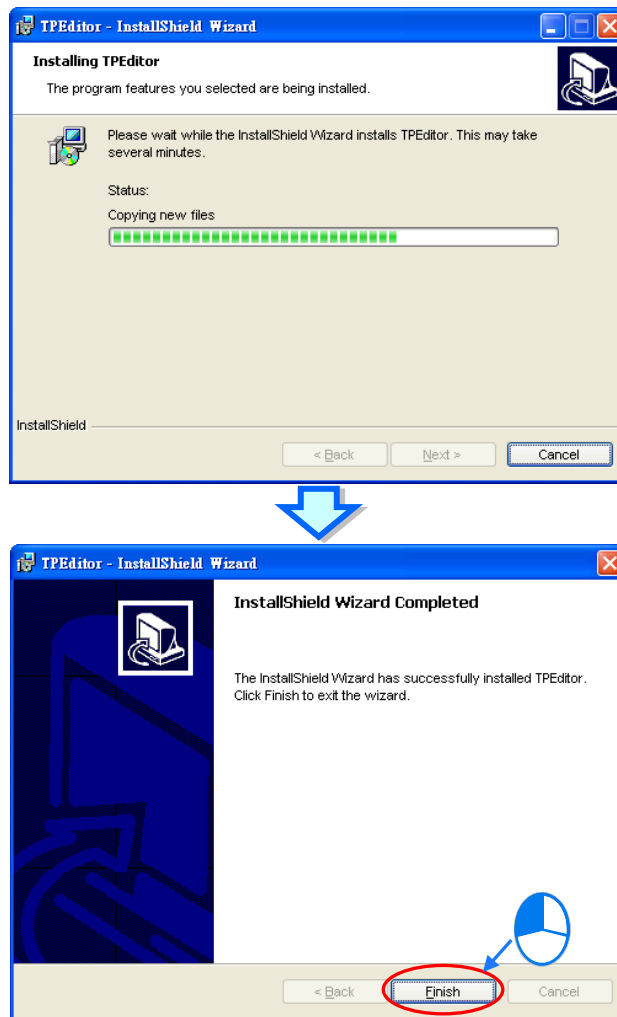 TPEditor - InstallShield Wizard
Installing TPEditor
The program features you selected are being installed.
Please wait while the InstallShield Wizard installs TPEditor. This may take
several minutes.
Status:
Copying new files
InstallShield
< Back Next > Cancel
TPEditor - InstallShield Wizard
InstallShield Wizard Completed
The InstallShield Wizard has successfully installed TPEditor.
Click Finish to exit the wizard.
< Back Finish Cancel